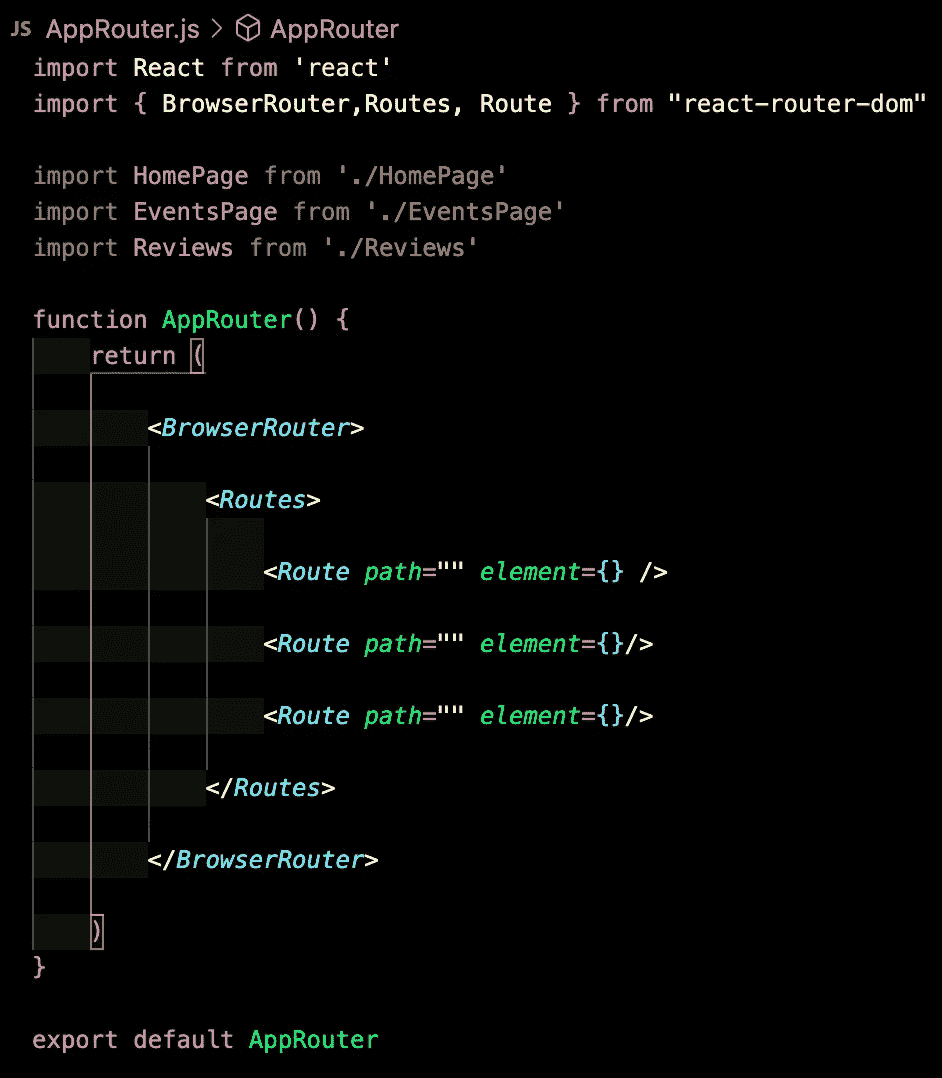 JS AppRouter.js > AppRouter
import React from 'react'
import { BrowserRouter,Routes, Route } from "react-router-dom"
import HomePage from './HomePage'
import EventsPage from './EventsPage'
import Reviews from './Reviews'
function AppRouter() {
return (
<BrowserRouter>
<Routes>
<Route path="" element={} />
<Route path="" element={}/>
<Route path="" element={}/>
</Routes>
</BrowserRouter>
)
}
export default AppRouter